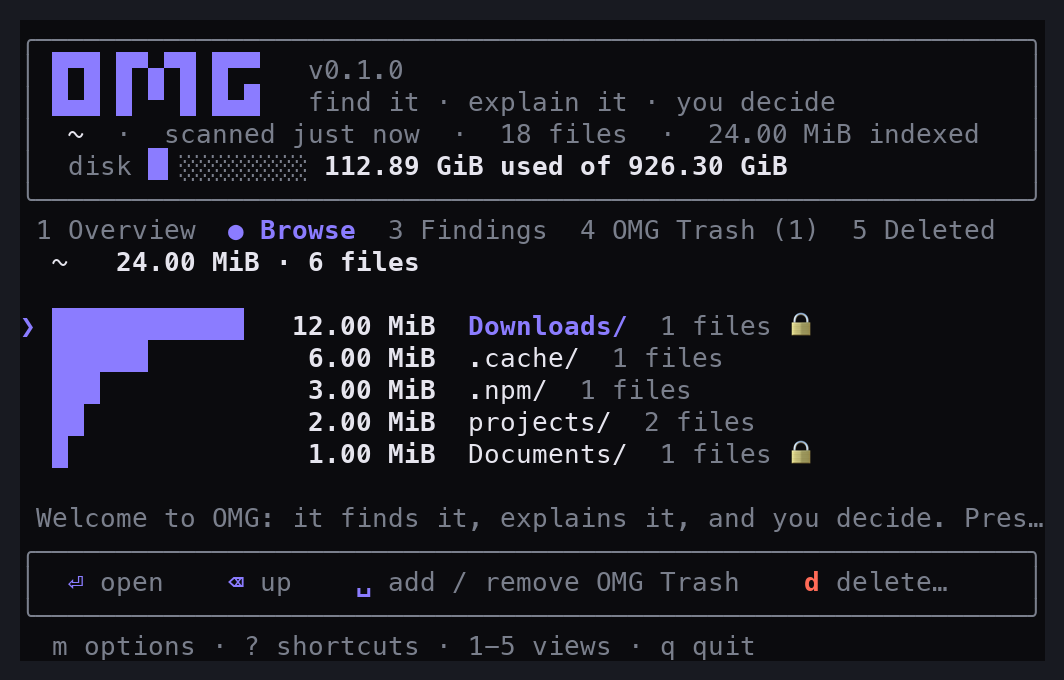 OMG v0.1.0
find it · explain it · you decide
~ · scanned just now · 18 files · 24.00 MiB indexed
disk 112.89 GiB used of 926.30 GiB
1 Overview ● Browse 3 Findings 4 OMG Trash (1) 5 Deleted
~ 24.00 MiB · 6 files
❯ 12.00 MiB Downloads/ 1 files 🔒
6.00 MiB .cache/ 1 files
3.00 MiB .npm/ 1 files
2.00 MiB projects/ 2 files
1.00 MiB Documents/ 1 files 🔒
Welcome to OMG: it finds it, explains it, and you decide. Pres…
⏎ open ⌫ up ␣ add / remove OMG Trash d delete…
m options · ? shortcuts · 1–5 views · q quit